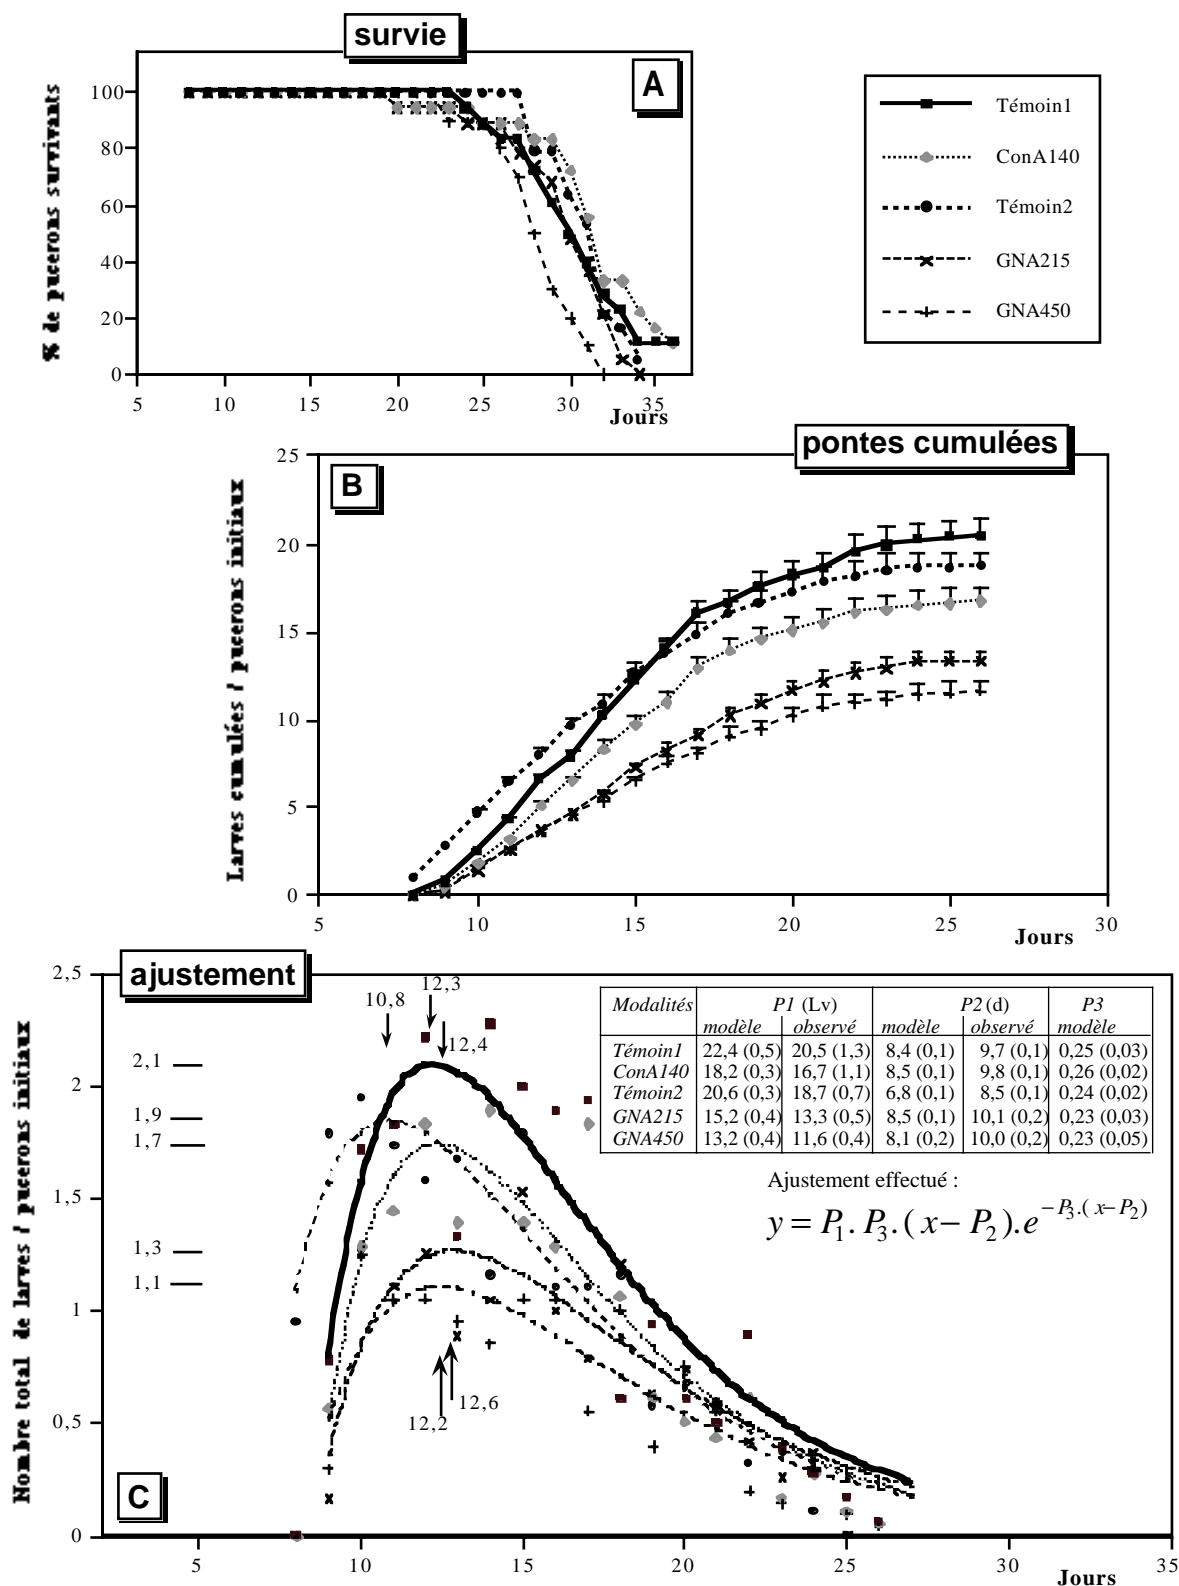 survie
A
% de pucerons survivants
100
80
60
40
20
0
5
10
15
20
25
30
35
Jours
Témoin1
ConA140
Témoin2
GNA215
GNA450
pontes cumulées
B
Larves cumulées / pucerons initiaux
25
20
15
10
5
0
5
10
15
20
25
30
Jours
ajustement
C
Nombre total de larves / pucerons initiaux
2,5
2,1
2
1,9
1,7
1,5
1,3
1,1
1
0,5
0
10,8
12,3
12,4
12,6
12,2
Modalités P1 (Lv) P2 (d) P3
modèle observé modèle observé modèle
Témoin1 22,4 (0,5) 20,5 (1,3) 8,4 (0,1) 9,7 (0,1) 0,25 (0,03)
ConA140 18,2 (0,3) 16,7 (1,1) 8,5 (0,1) 9,8 (0,1) 0,26 (0,02)
Témoin2 20,6 (0,3) 18,7 (0,7) 6,8 (0,1) 8,5 (0,1) 0,24 (0,02)
GNA215 15,2 (0,4) 13,3 (0,5) 8,5 (0,1) 10,1 (0,2) 0,23 (0,03)
GNA450 13,2 (0,4) 11,6 (0,4) 8,1 (0,2) 10,0 (0,2) 0,23 (0,05)
Ajustement effectué :
y = P₁. P₃.(x− P₂).e^−P₃.(x−P₂)
5
10
15
20
25
30
35
Jours